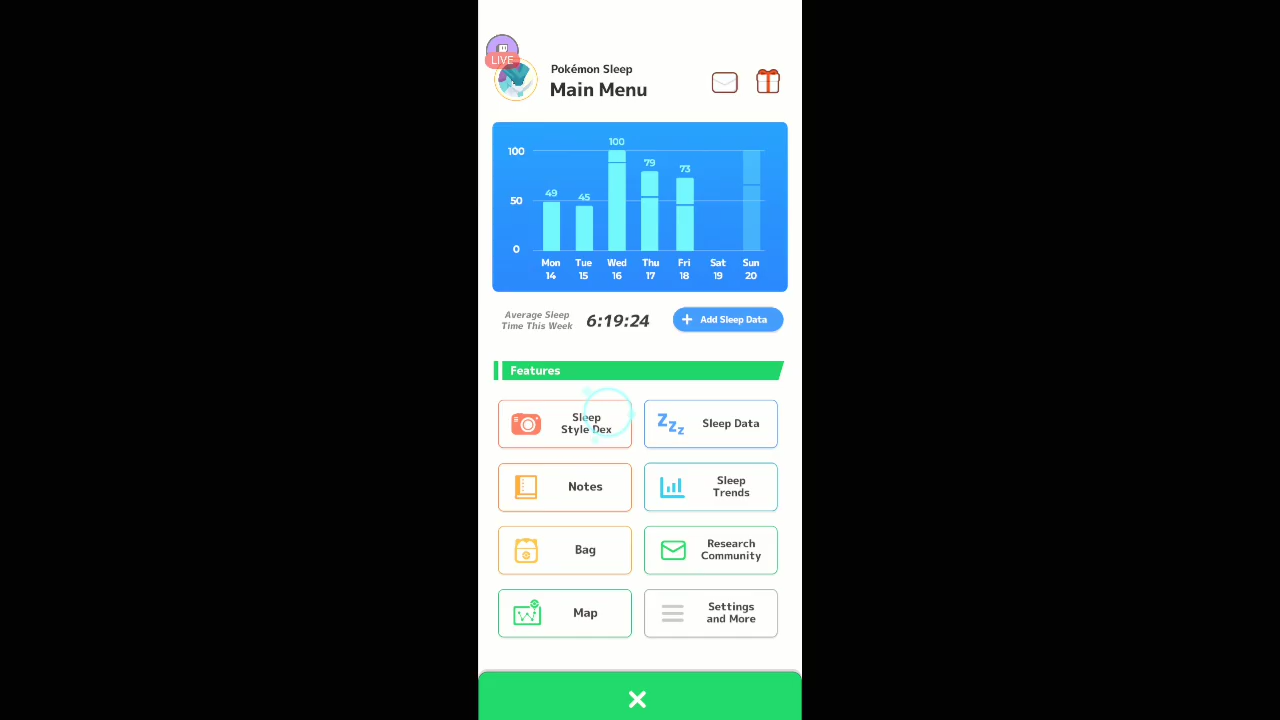 LIVE
Pokémon Sleep
Main Menu
100
50
0
49
45
100
79
73
Mon
14
Tue
15
Wed
16
Thu
17
Fri
18
Sat
19
Sun
20
Average Sleep
Time This Week
6:19:24
+ Add Sleep Data
Features
Sleep
Style Dex
Zzz
Sleep Data
Notes
Sleep
Trends
Bag
Research
Community
Map
Settings
and More